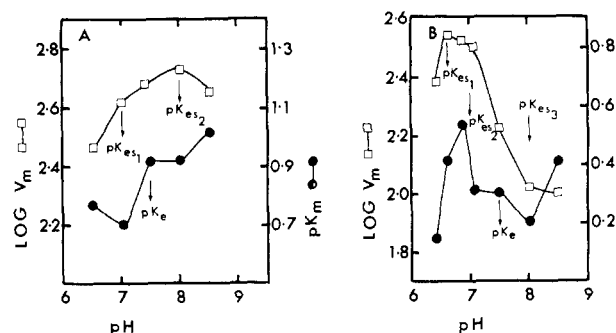 A
B
2·8
2·6
2·4
2·2
1·3
1·1
0·9
0·7
LOG Vm
pKm
pKes1
pKes2
pKe
6 7 8 9
pH
2·6
2·4
2·2
2·0
1·8
0·8
0·6
0·4
0·2
LOG Vm
pKes1
pKes2
pKes3
pKe
6 7 8 9
pH